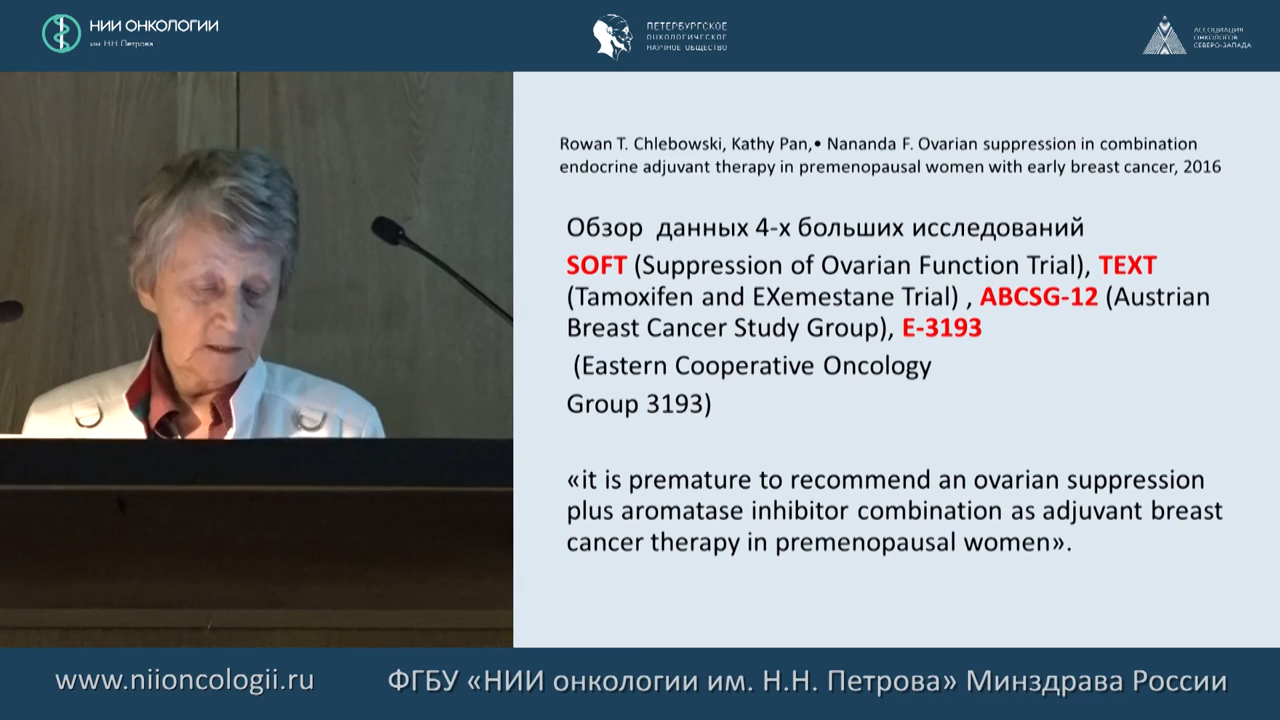 НИИ ОНКОЛОГИИ
им. Н.Н. Петрова
ПЕТЕРБУРГСКОЕ
ОНКОЛОГИЧЕСКОЕ
НАУЧНОЕ ОБЩЕСТВО
АССОЦИАЦИЯ
ОНКОЛОГОВ
СЕВЕРО-ЗАПАДА
Rowan T. Chlebowski, Kathy Pan,• Nananda F. Ovarian suppression in combination
endocrine adjuvant therapy in premenopausal women with early breast cancer, 2016
Обзор данных 4-х больших исследований
SOFT (Suppression of Ovarian Function Trial), TEXT
(Tamoxifen and EXemestane Trial) , ABCSG-12 (Austrian
Breast Cancer Study Group), E-3193
(Eastern Cooperative Oncology
Group 3193)
«it is premature to recommend an ovarian suppression
plus aromatase inhibitor combination as adjuvant breast
cancer therapy in premenopausal women».
www.niioncologii.ru
ФГБУ «НИИ онкологии им. Н.Н. Петрова» Минздрава России